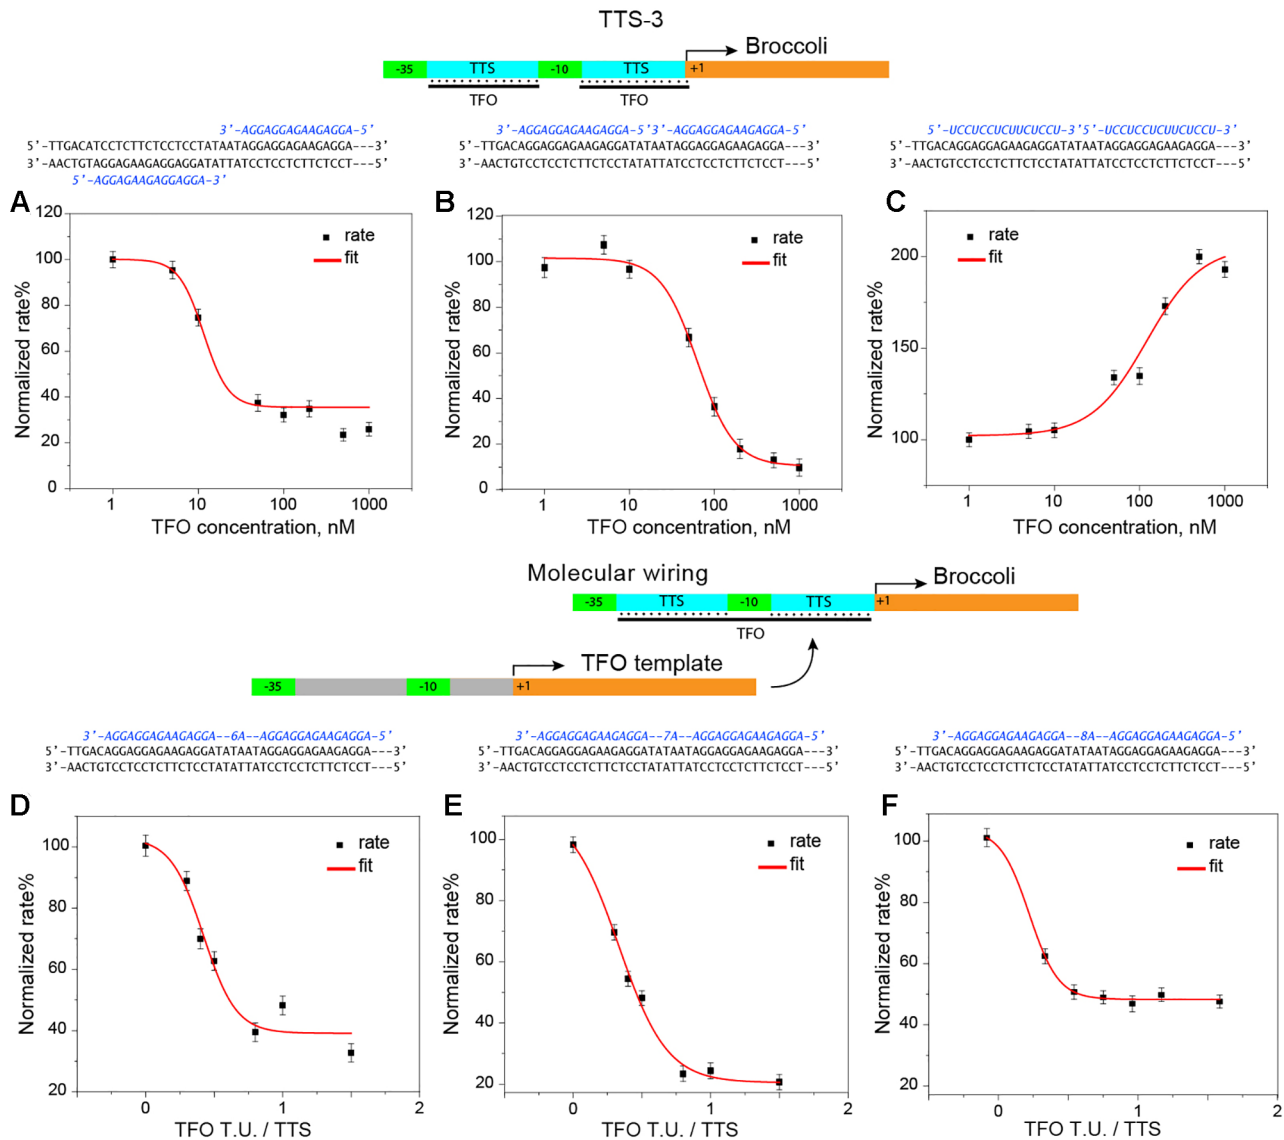 TTS-3
Broccoli
-35 TTS -10 TTS +1
TFO TFO
3'-AGGAGGAGAAGAGGA-5'
5'-TTGACATCCTCTTCTCCTCCTATAATAGGAGGAGAAGAGGA---3'
3'-AACTGTAGGAGAAGAGGAGGATATTATCCTCCTCTTCTCCT---5'
5'-AGGAGAAGAGGAGGA-3'
3'-AGGAGGAGAAGAGGA-5'3'-AGGAGGAGAAGAGGA-5'
5'-TTGACAGGAGGAGAAGAGGATATAATAGGAGGAGAAGAGGA---3'
3'-AACTGTCCTCCTCTTCTCCTATATTATCCTCCTCTTCTCCT---5'
5'-UCCUCCUCUUCUCCU-3'5'-UCCUCCUCUUCUCCU-3'
5'-TTGACAGGAGGAGAAGAGGATATAATAGGAGGAGAAGAGGA---3'
3'-AACTGTCCTCCTCTTCTCCTATATTATCCTCCTCTTCTCCT---5'
A
120
100
80
60
40
20
0
Normalized rate%
rate
fit
1 10 100 1000
TFO concentration, nM
B
120
100
80
60
40
20
0
Normalized rate%
rate
fit
1 10 100 1000
TFO concentration, nM
C
200
150
100
Normalized rate%
rate
fit
1 10 100 1000
TFO concentration, nM
Molecular wiring
Broccoli
-35 TTS -10 TTS +1
TFO
TFO template
-35 -10 +1
3'-AGGAGGAGAAGAGGA--6A--AGGAGGAGAAGAGGA-5'
5'-TTGACAGGAGGAGAAGAGGATATAATAGGAGGAGAAGAGGA---3'
3'-AACTGTCCTCCTCTTCTCCTATATTATCCTCCTCTTCTCCT---5'
3'-AGGAGGAGAAGAGGA--7A--AGGAGGAGAAGAGGA-5'
5'-TTGACAGGAGGAGAAGAGGATATAATAGGAGGAGAAGAGGA---3'
3'-AACTGTCCTCCTCTTCTCCTATATTATCCTCCTCTTCTCCT---5'
3'-AGGAGGAGAAGAGGA--8A--AGGAGGAGAAGAGGA-5'
5'-TTGACAGGAGGAGAAGAGGATATAATAGGAGGAGAAGAGGA---3'
3'-AACTGTCCTCCTCTTCTCCTATATTATCCTCCTCTTCTCCT---5'
D
100
80
60
40
20
Normalized rate%
rate
fit
0 1 2
TFO T.U. / TTS
E
100
80
60
40
20
Normalized rate%
rate
fit
0 1 2
TFO T.U. / TTS
F
100
80
60
40
20
Normalized rate%
rate
fit
0 1 2
TFO T.U. / TTS